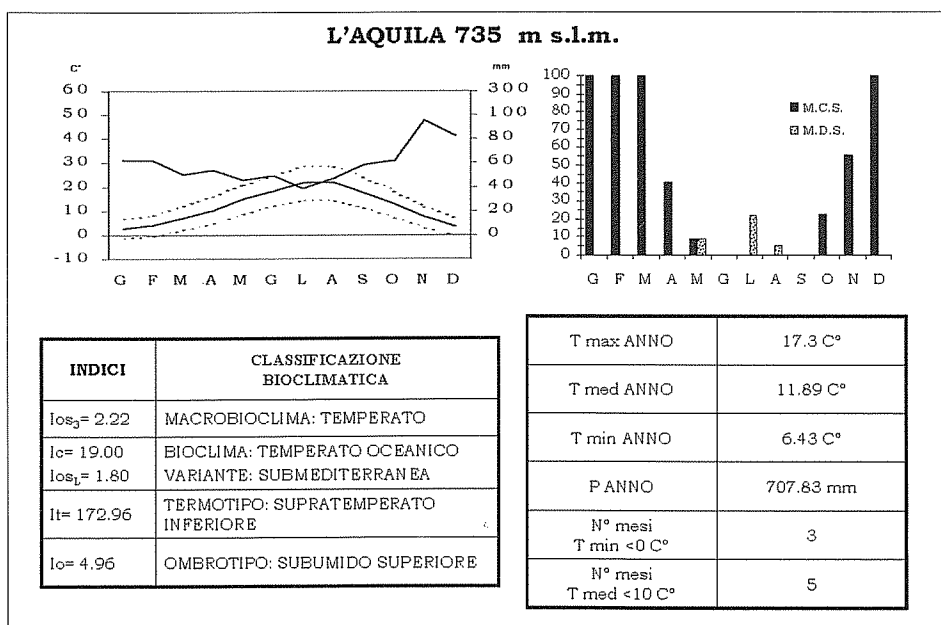 L'AQUILA 735 m s.l.m.
C°
mm
60
50
40
30
20
10
0
-10
300
100
80
60
40
20
0
G F M A M G L A S O N D
100
90
80
70
60
50
40
30
20
10
0
M.C.S.
M.D.S.
G F M A M G L A S O N D
INDICI
CLASSIFICAZIONE
BIOCLIMATICA
Ios3= 2.22
MACROBIOCLIMA: TEMPERATO
Ic= 19.00
BIOCLIMA: TEMPERATO OCEANICO
IosL= 1.80
VARIANTE: SUBMEDITERRANEA
It= 172.96
TERMOTIPO: SUPRATEMPERATO
INFERIORE
Io= 4.96
OMBROTIPO: SUBUMIDO SUPERIORE
T max ANNO
17.3 C°
T med ANNO
11.89 C°
T min ANNO
6.43 C°
P ANNO
707.83 mm
N° mesi
T min <0 C°
3
N° mesi
T med <10 C°
5